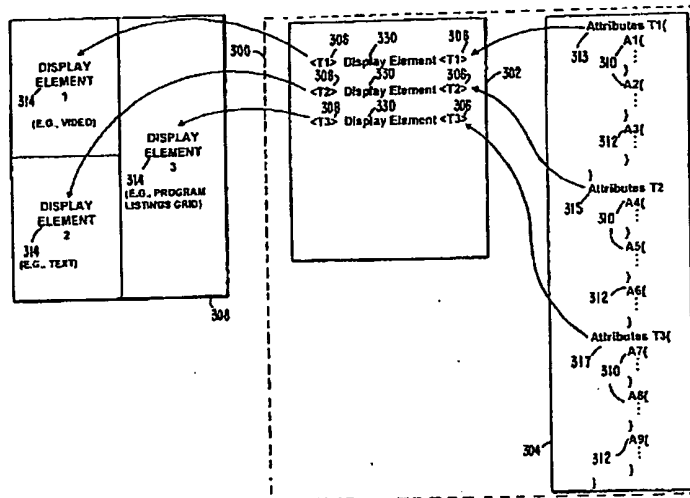 DISPLAY
ELEMENT
1
314
(E.G., VIDEO)
DISPLAY
ELEMENT
2
314
(E.G., TEXT)
DISPLAY
ELEMENT
3
314
(E.G., PROGRAM
LISTINGS GRID)
308
300
308 330 308
<T1> Display Element <T1>
308 330 306
<T2> Display Element <T2>
308 330 306
<T3> Display Element <T3>
302
Attributes T1{
313
A1{
310
A2{
312
A3{
}
}
Attributes T2
315
A4{
310
}
A5{
}
312
A6{
}
Attributes T3{
317
A7{
310
}
A8{
}
A9{
312
}
304